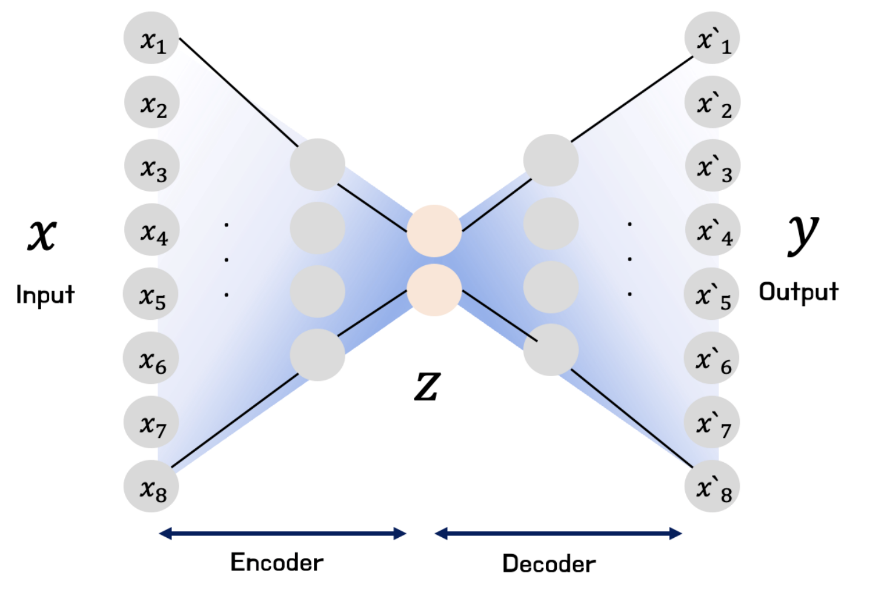 x₁
x₂
x₃
x₄
x₅
x₆
x₇
x₈
x
Input
z
x`₁
x`₂
x`₃
x`₄
x`₅
x`₆
x`₇
x`₈
y
Output
Encoder
Decoder